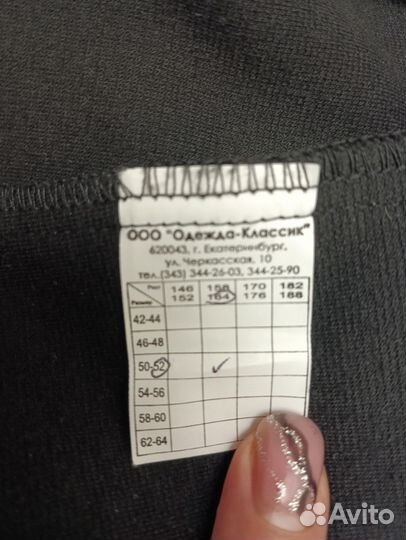 ООО "Одежда-Классик"
620043, г. Екатеринбург,
ул. Черкасская, 10
тел.(343) 344-26-03, 344-25-90
Рост 146 158 170 182
Размер 152 164 176 188
42-44
46-48
50-52 ✓
54-56
58-60
62-64
Avito